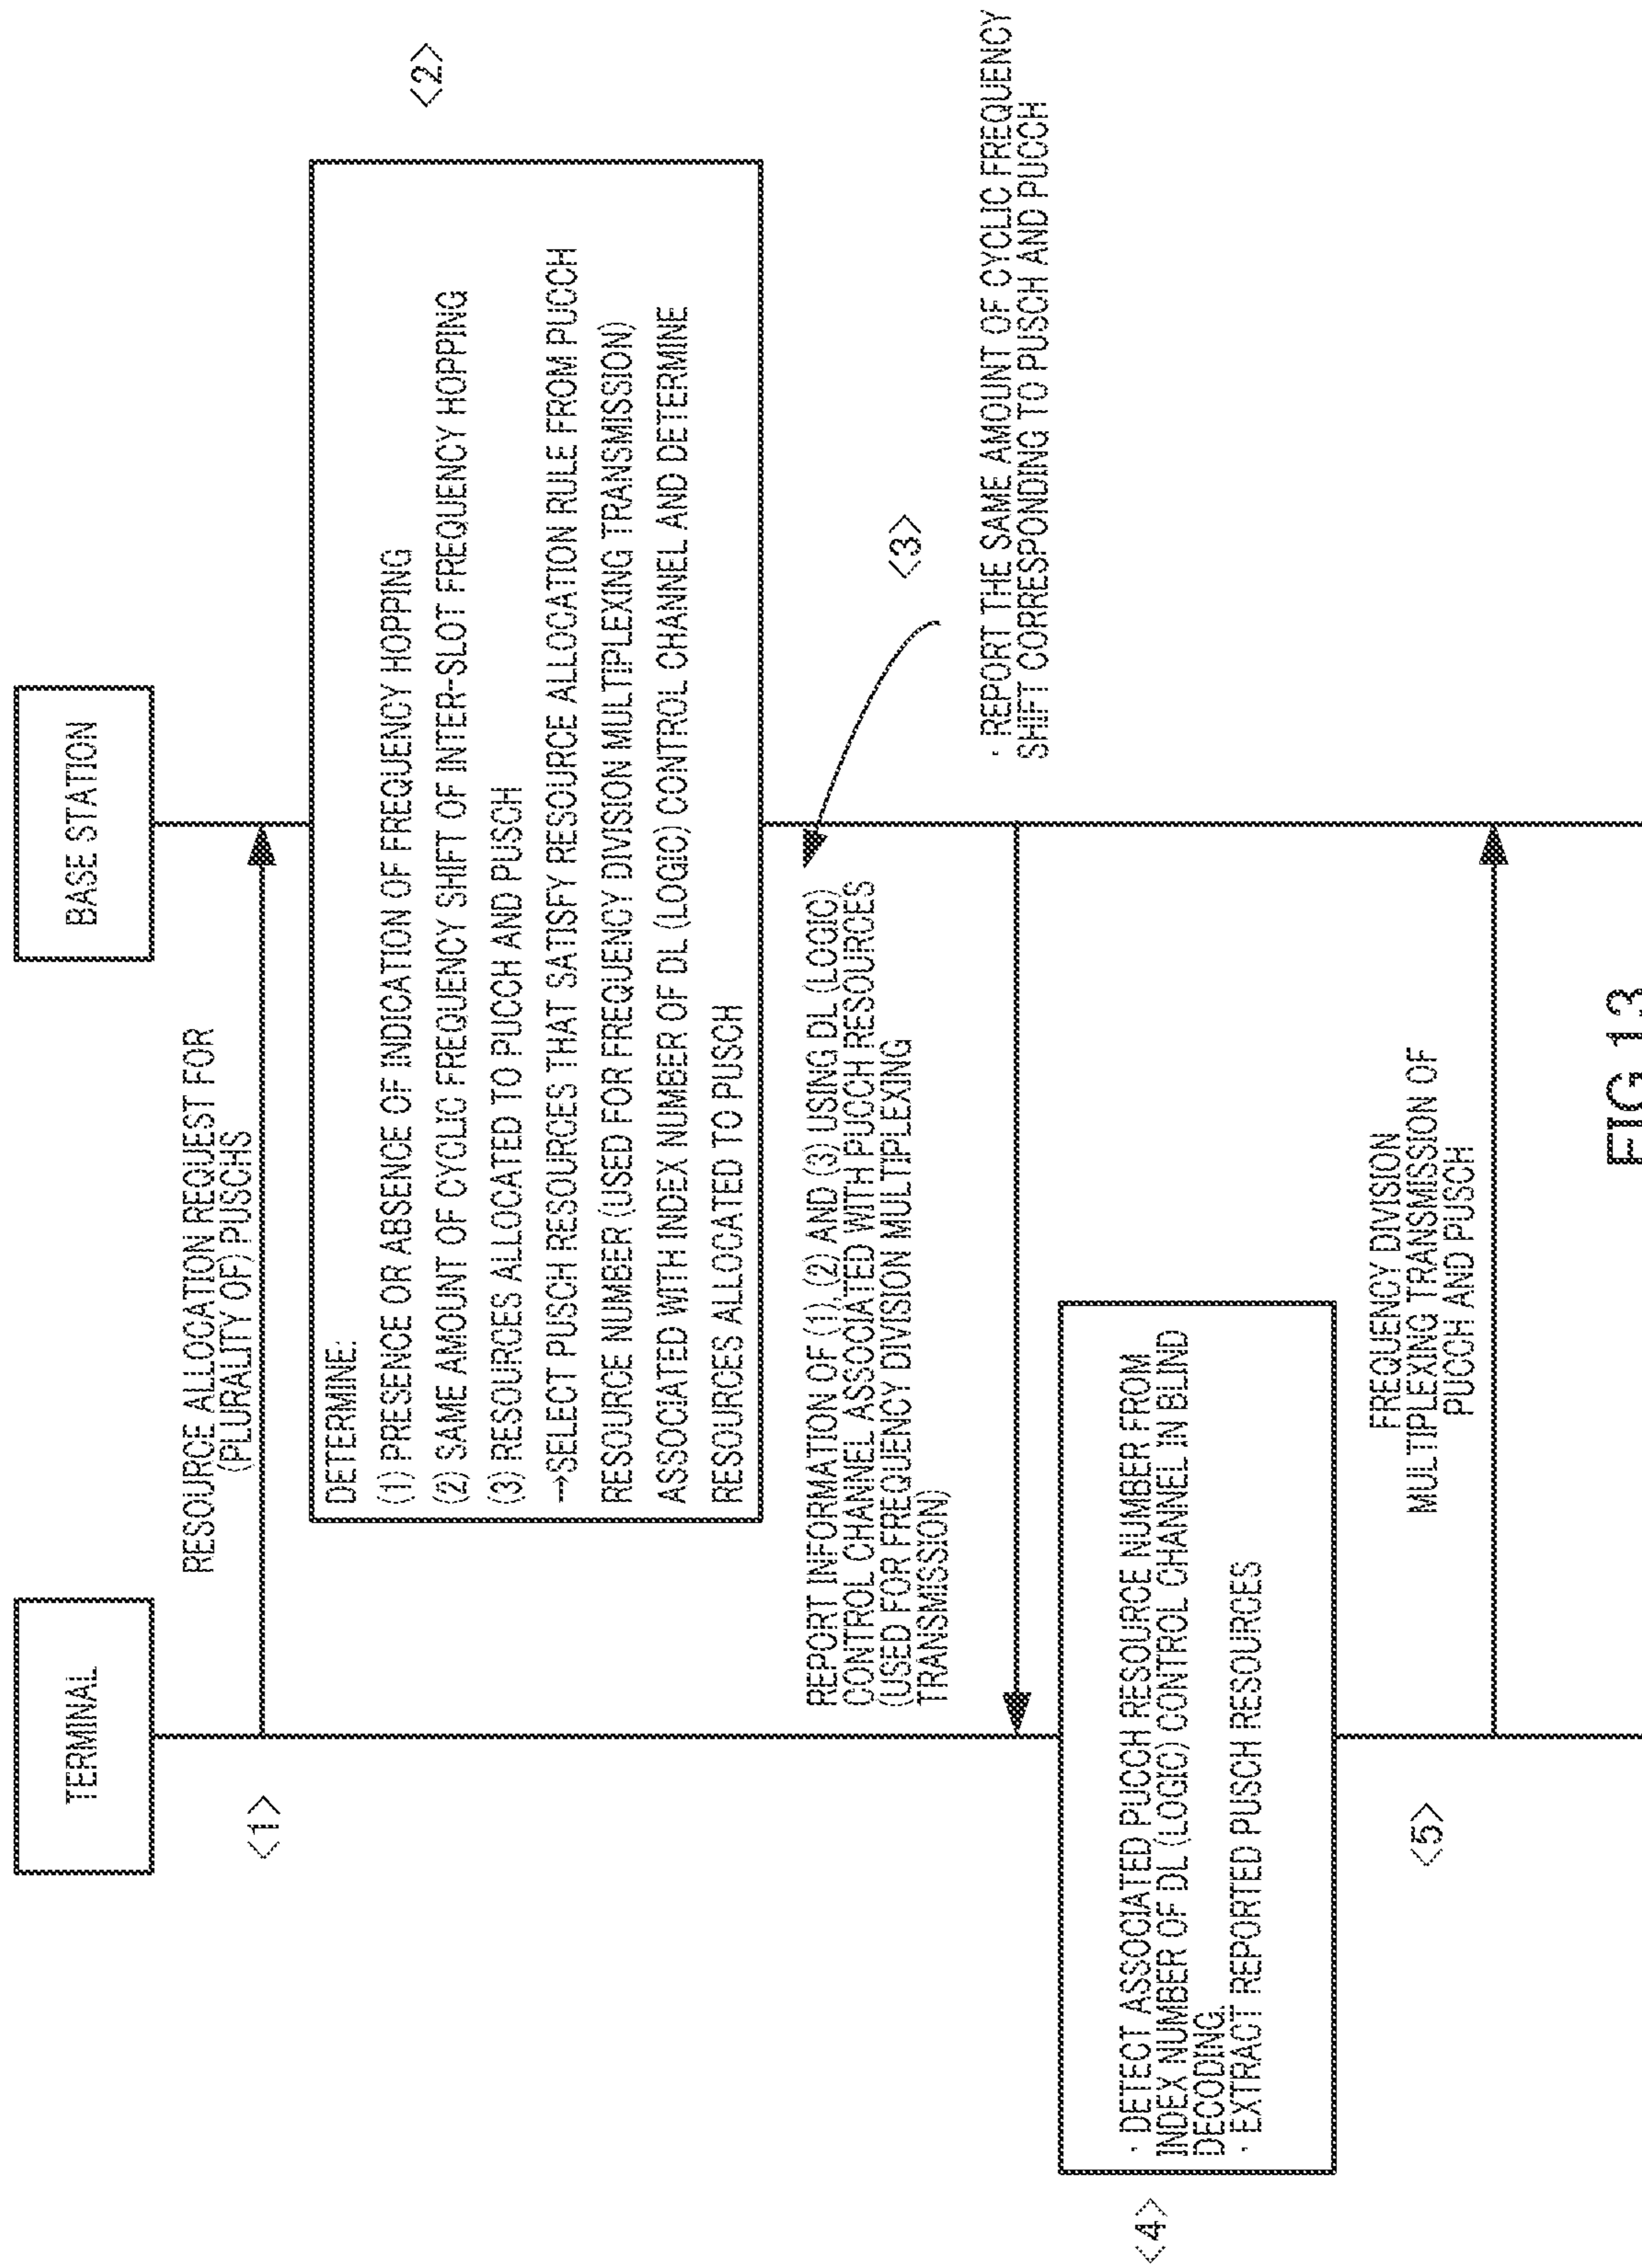 TERMINAL
BASE STATION
<1>
RESOURCE ALLOCATION REQUEST FOR
(PLURALITY OF) PUSCHS
<2>
DETERMINE:
(1) PRESENCE OR ABSENCE OF INDICATION OF FREQUENCY HOPPING
(2) SAME AMOUNT OF CYCLIC FREQUENCY SHIFT OF INTER-SLOT FREQUENCY HOPPING
(3) RESOURCES ALLOCATED TO PUCCH AND PUSCH
→SELECT PUSCH RESOURCES THAT SATISFY RESOURCE ALLOCATION RULE FROM PUCCH
RESOURCE NUMBER (USED FOR FREQUENCY DIVISION MULTIPLEXING TRANSMISSION)
ASSOCIATED WITH INDEX NUMBER OF DL (LOGIC) CONTROL CHANNEL AND DETERMINE
RESOURCES ALLOCATED TO PUSCH
REPORT INFORMATION OF (1), (2) AND (3) USING DL (LOGIC)
CONTROL CHANNEL ASSOCIATED WITH PUCCH RESOURCES
(USED FOR FREQUENCY DIVISION MULTIPLEXING
TRANSMISSION)
<3>
· REPORT THE SAME AMOUNT OF CYCLIC FREQUENCY
SHIFT CORRESPONDING TO PUSCH AND PUCCH
<4>
· DETECT ASSOCIATED PUCCH RESOURCE NUMBER FROM
INDEX NUMBER OF DL (LOGIC) CONTROL CHANNEL IN BLIND
DECODING.
· EXTRACT REPORTED PUSCH RESOURCES
<5>
FREQUENCY DIVISION
MULTIPLEXING TRANSMISSION OF
PUCCH AND PUSCH
FIG.13